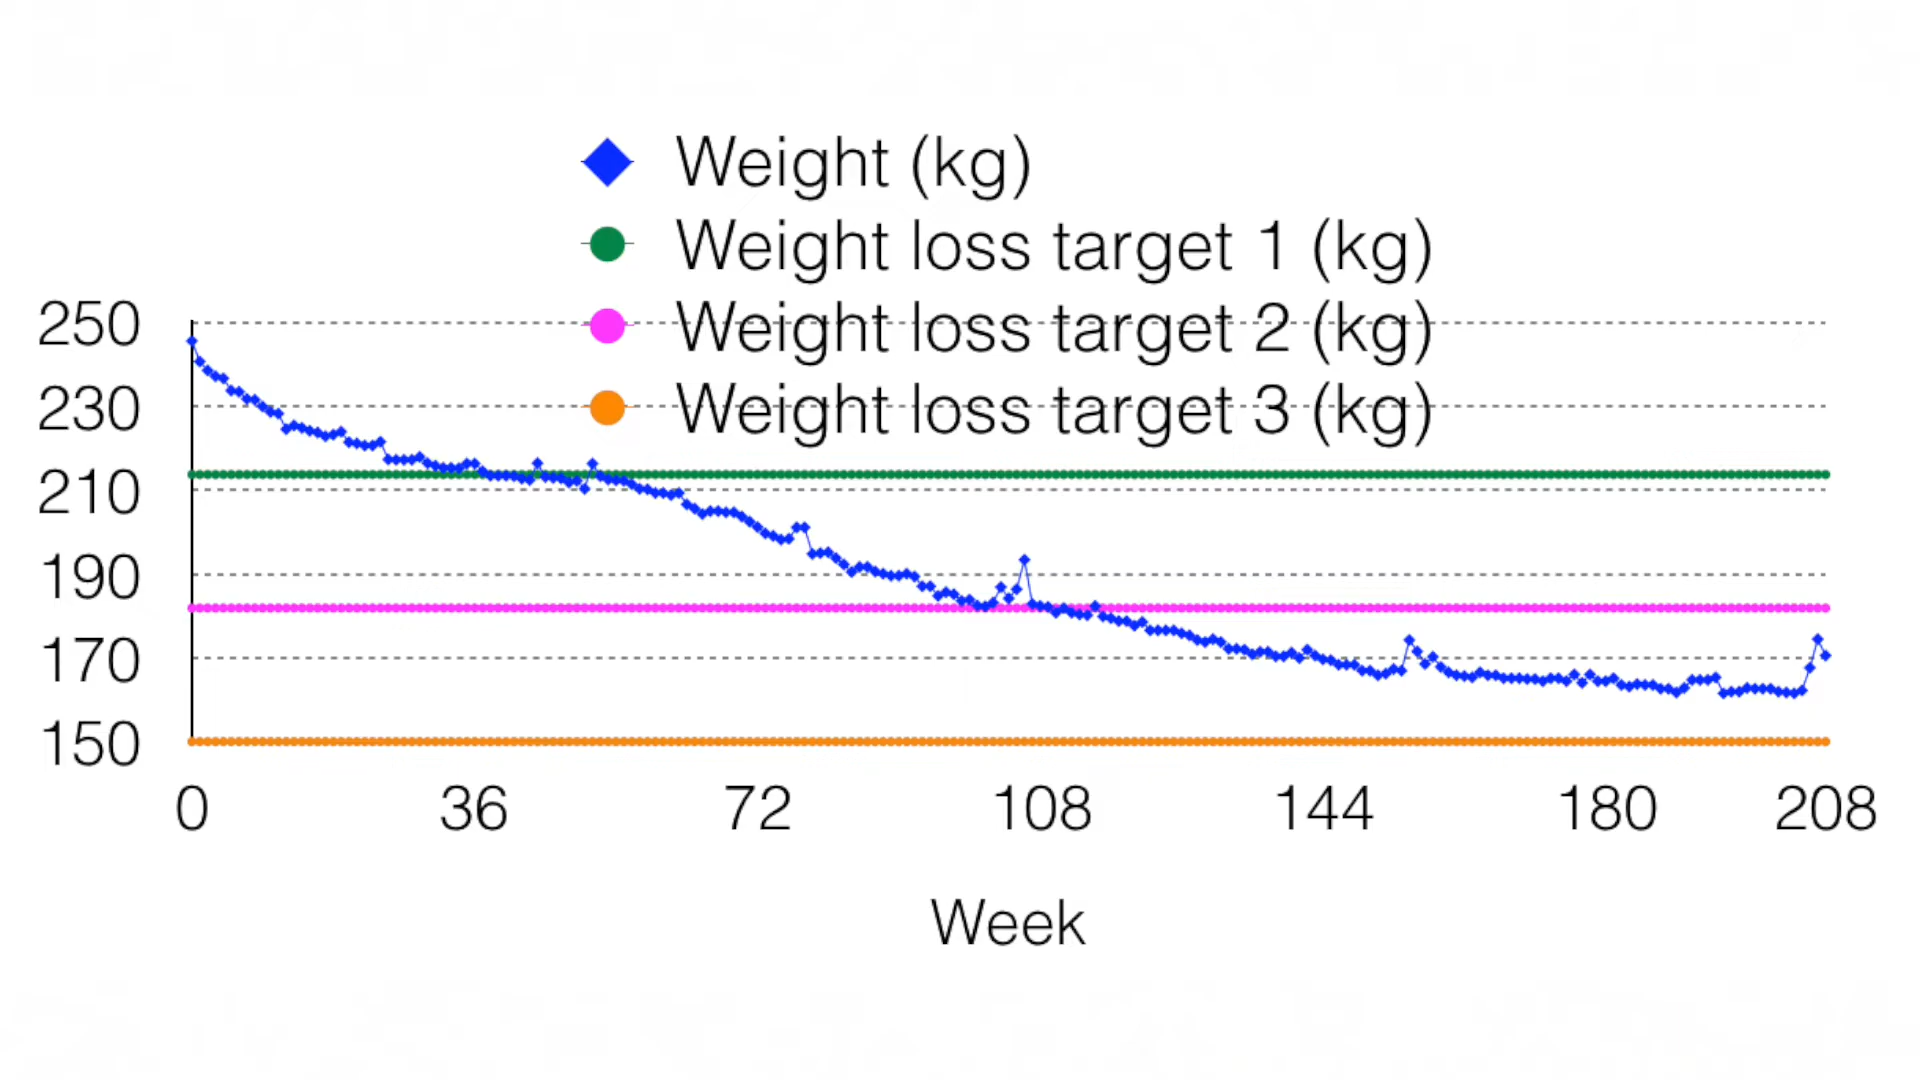 Weight (kg)
Weight loss target 1 (kg)
Weight loss target 2 (kg)
Weight loss target 3 (kg)
250
230
210
190
170
150
0 36 72 108 144 180 208
Week